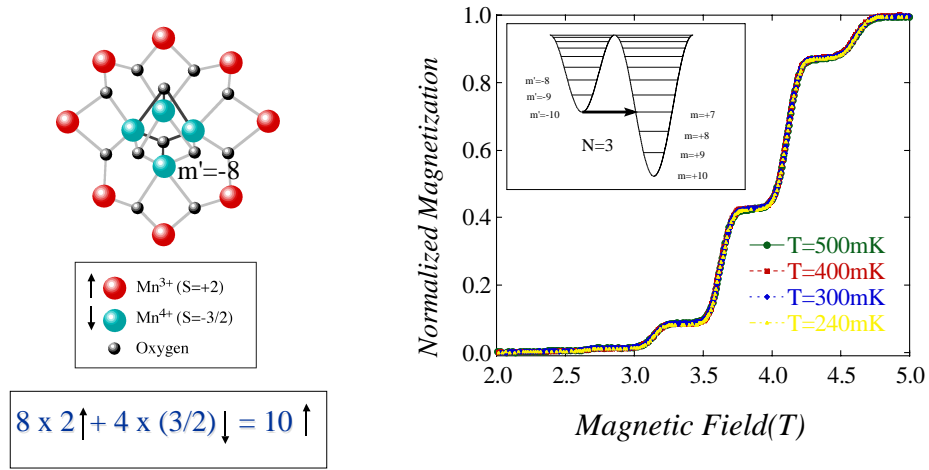 m'=-8
Mn³⁺ (S=+2)
Mn⁴⁺ (S=-3/2)
Oxygen
8 x 2↑ + 4 x (3/2)↓ = 10 ↑
Normalized Magnetization
1.0
0.8
0.6
0.4
0.2
0.0
m'=-8
m'=-9
m'=-10
N=3
m=+7
m=+8
m=+9
m=+10
T=500mK
T=400mK
T=300mK
T=240mK
2.0 2.5 3.0 3.5 4.0 4.5 5.0
Magnetic Field(T)